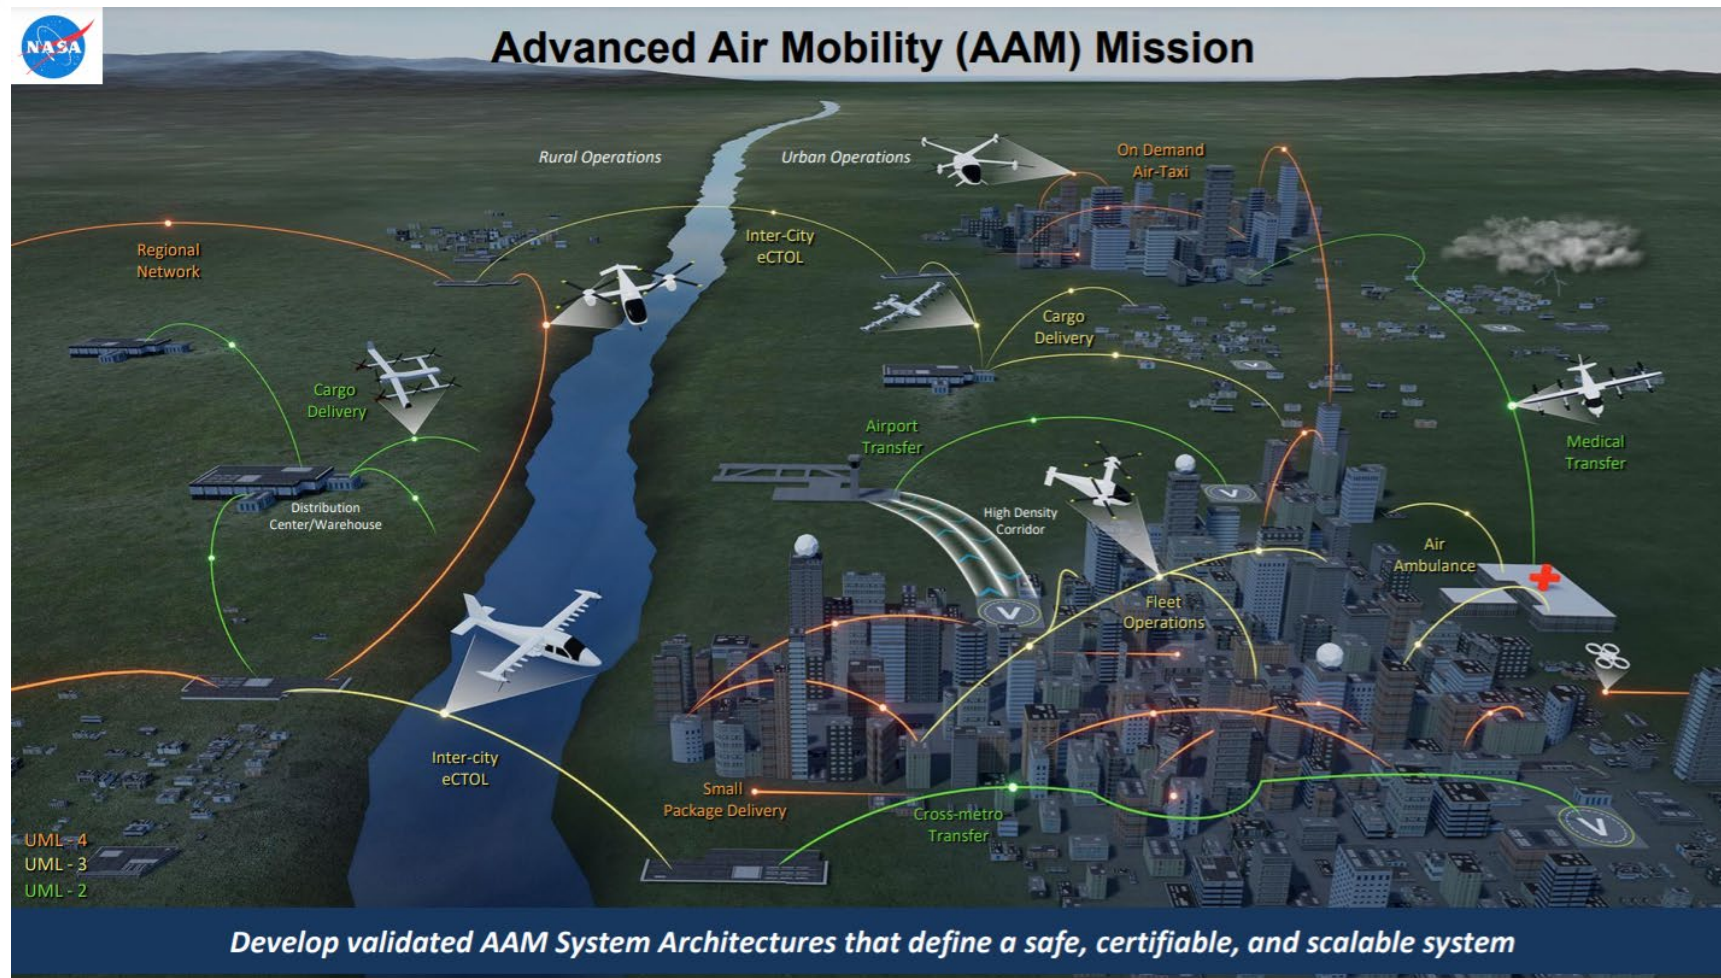 NASA
Advanced Air Mobility (AAM) Mission
Rural Operations
Urban Operations
On Demand
Air-Taxi
Regional
Network
Inter-City
eCTOL
Cargo
Delivery
Cargo
Delivery
Airport
Transfer
Medical
Transfer
Distribution
Center/Warehouse
High Density
Corridor
Air
Ambulance
Fleet
Operations
V
V
V
V
V
Inter-city
eCTOL
Small
Package Delivery
Cross-metro
Transfer
UML - 4
UML - 3
UML - 2
Develop validated AAM System Architectures that define a safe, certifiable, and scalable system